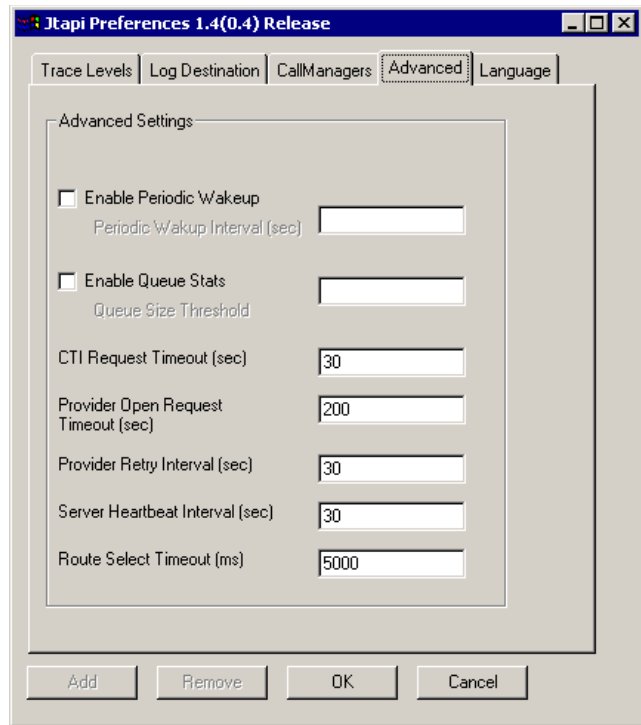 Jtapi Preferences 1.4(0.4) Release
Trace Levels Log Destination CallManagers Advanced Language
Advanced Settings
Enable Periodic Wakeup
Periodic Wakup Interval (sec)
Enable Queue Stats
Queue Size Threshold
CTI Request Timeout (sec) 30
Provider Open Request
Timeout (sec) 200
Provider Retry Interval (sec) 30
Server Heartbeat Interval (sec) 30
Route Select Timeout (ms) 5000
Add Remove OK Cancel